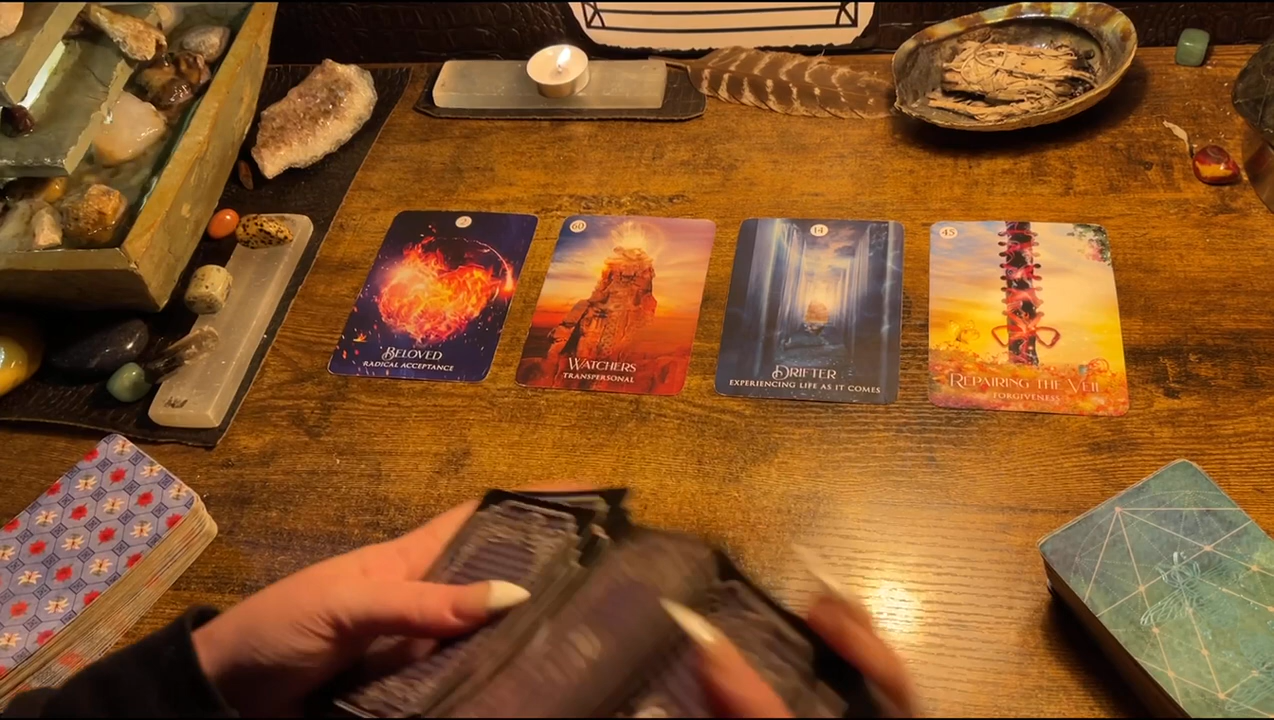 2
BELOVED
RADICAL ACCEPTANCE
60
WATCHERS
TRANSPERSONAL
14
DRIFTER
EXPERIENCING LIFE AS IT COMES
45
REPAIRING THE VEIL
FORGIVENESS